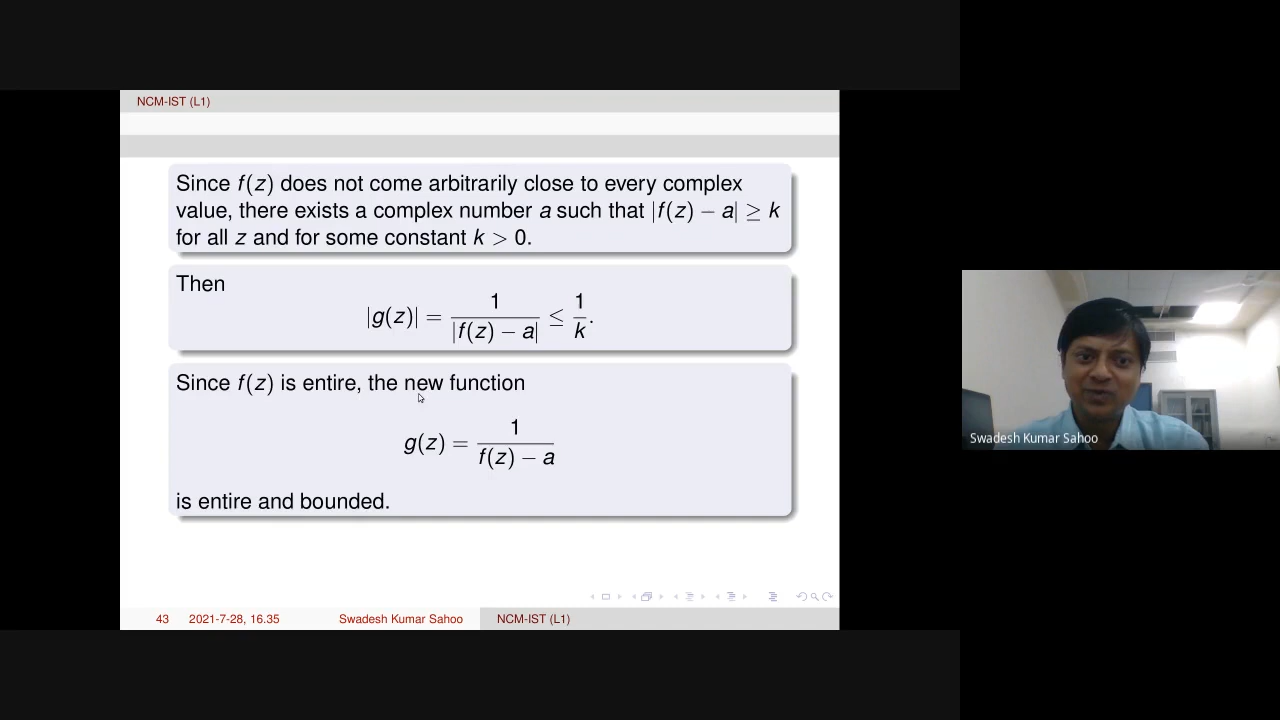 NCM-IST (L1)
Since f(z) does not come arbitrarily close to every complex
value, there exists a complex number a such that |f(z) − a| ≥ k
for all z and for some constant k > 0.
Then
|g(z)| = 1 / |f(z) − a| ≤ 1 / k.
Since f(z) is entire, the new function
g(z) = 1 / f(z) − a
is entire and bounded.
Swadesh Kumar Sahoo
43 2021-7-28, 16.35 Swadesh Kumar Sahoo NCM-IST (L1)